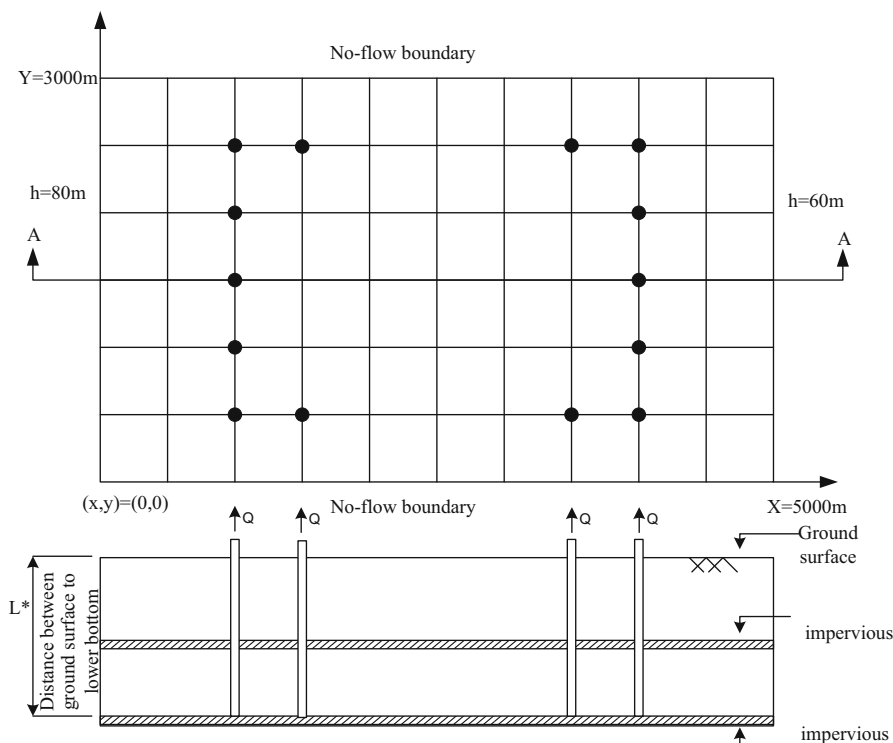 No-flow boundary
Y=3000m
h=80m
h=60m
A
A
(x,y)=(0,0)
No-flow boundary
X=5000m
Q
Q
Q
Q
Ground
surface
L*
Distance between
ground surface to
lower bottom
impervious
impervious